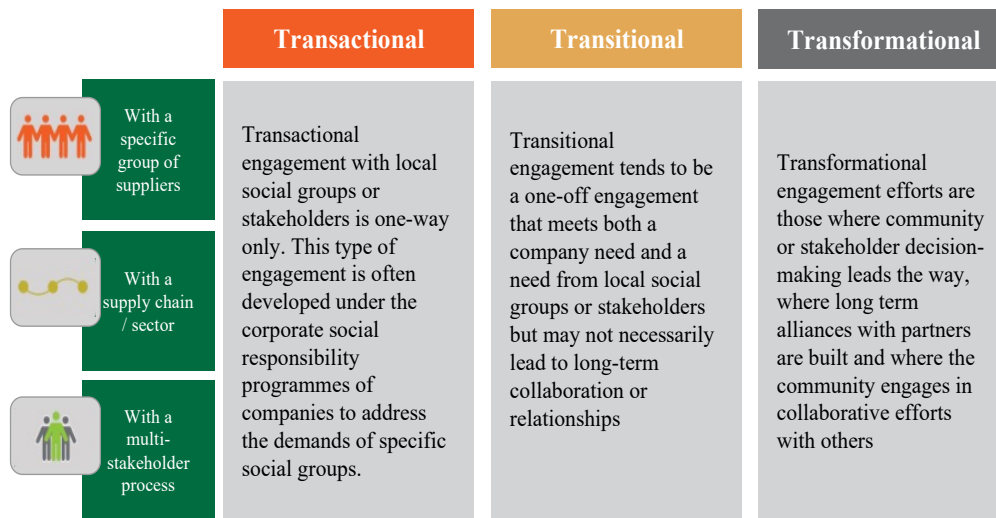 Transactional
Transitional
Transformational
With a
specific
group of
suppliers
With a
supply chain
/ sector
With a
multi-
stakeholder
process
Transactional
engagement with local
social groups or
stakeholders is one-way
only. This type of
engagement is often
developed under the
corporate social
responsibility
programmes of
companies to address
the demands of specific
social groups.
Transitional
engagement tends to be
a one-off engagement
that meets both a
company need and a
need from local social
groups or stakeholders
but may not necessarily
lead to long-term
collaboration or
relationships
Transformational
engagement efforts are
those where community
or stakeholder decision-
making leads the way,
where long term
alliances with partners
are built and where the
community engages in
collaborative efforts
with others